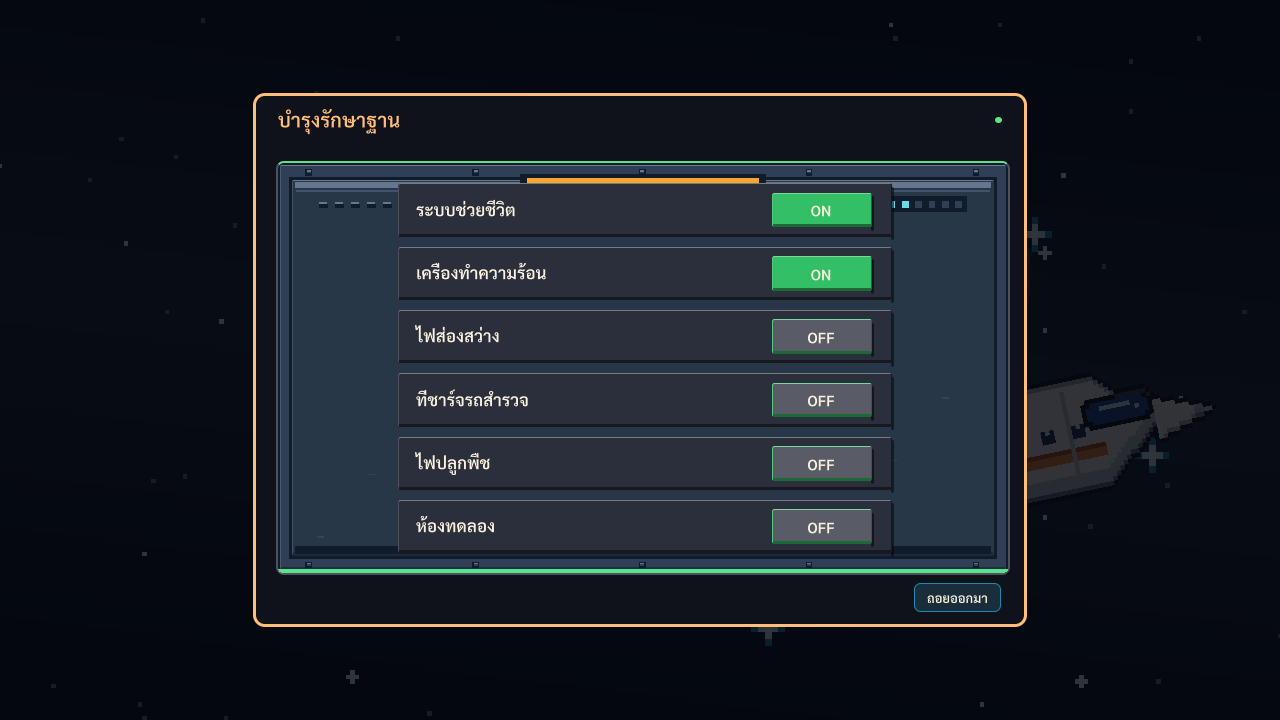 บำรุงรักษาฐาน
ระบบช่วยชีวิต ON
เครื่องทำความร้อน ON
ไฟส่องสว่าง OFF
ที่ชาร์จรถสำรวจ OFF
ไฟปลูกพืช OFF
ห้องทดลอง OFF
ถอยออกมา